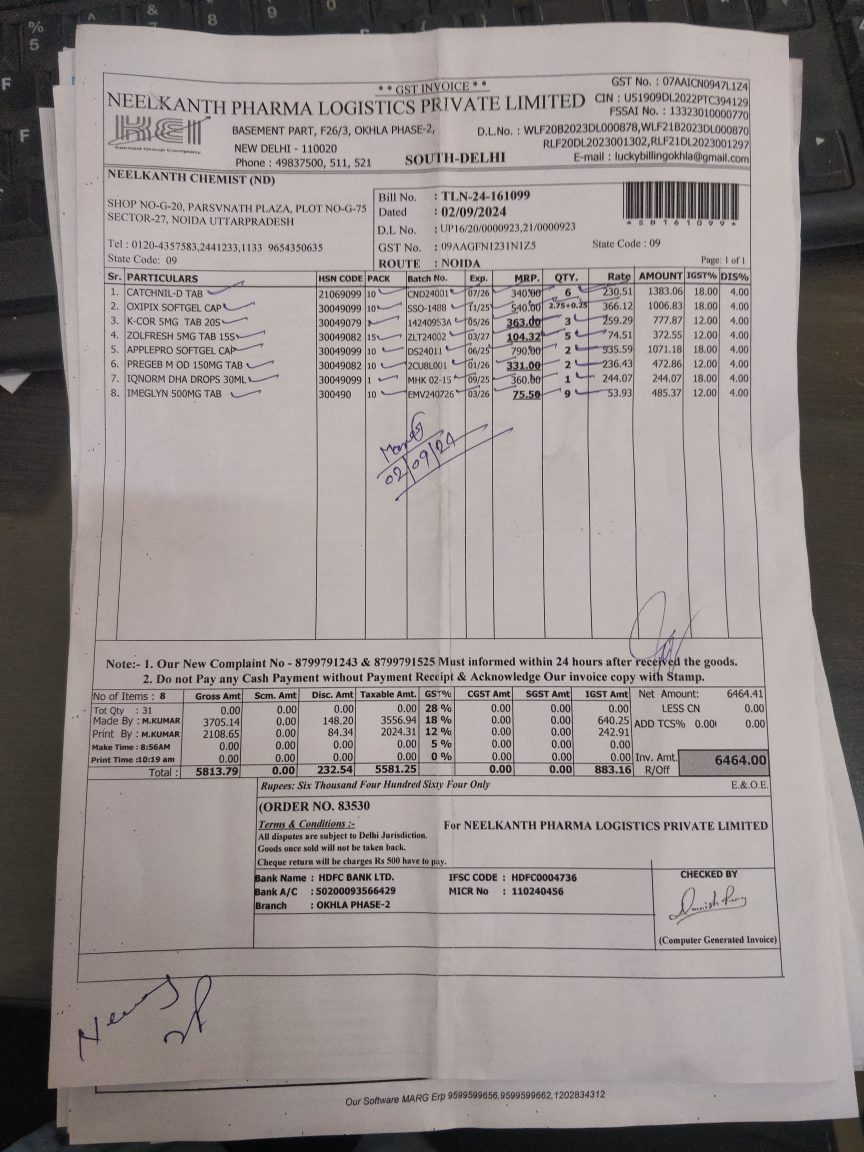 * * GST INVOICE * *
GST No. : 07AAICN0947L1Z4
NEELKANTH PHARMA LOGISTICS PRIVATE LIMITED
CIN : U51909DL2022PTC394129
FSSAI No. : 13323010000770
BASEMENT PART, F26/3, OKHLA PHASE-2,
D.L.No. : WLF20B2023DL000878,WLF21B2023DL000870
NEW DELHI - 110020
RLF20DL2023001302,RLF21DL2023001297
Phone : 49837500, 511, 521
SOUTH-DELHI
E-mail : luckybillingokhla@gmail.com
NEELKANTH CHEMIST (ND)
SHOP NO-G-20, PARSVNATH PLAZA, PLOT NO-G-75
SECTOR-27, NOIDA UTTARPRADESH
Tel : 0120-4357583,2441233,1133 9654350635
State Code: 09
Bill No. : TLN-24-161099
Dated : 02/09/2024
D.L No. : UP16/20/0000923,21/0000923
GST No. : 09AAGFN1231N1Z5
State Code : 09
ROUTE : NOIDA
Page: 1 of 1
Sr. PARTICULARS HSN CODE PACK Batch No. Exp. MRP. QTY. Rate AMOUNT IGST% DIS%
1. CATCHNIL-D TAB 21069099 10 CND24001 07/26 340.00 6 230.51 1383.06 18.00 4.00
2. OXIPIX SOFTGEL CAP 30049099 10 SSO-1488 11/25 540.00 2.75+0.25 366.12 1006.83 18.00 4.00
3. K-COR 5MG TAB 20S 30049079 14240953A 05/26 363.00 3 259.29 777.87 12.00 4.00
4. ZOLFRESH 5MG TAB 15S 30049082 15 ZLT24002 03/27 104.32 5 74.51 372.55 12.00 4.00
5. APPLEPRO SOFTGEL CAP 30049099 10 DS24011 06/25 790.00 2 535.59 1071.18 18.00 4.00
6. PREGEB M OD 150MG TAB 30049082 10 2CU8L001 01/26 331.00 2 236.43 472.86 12.00 4.00
7. IQNORM DHA DROPS 30ML 30049099 1 MHK 02-15 09/25 360.00 1 244.07 244.07 18.00 4.00
8. IMEGLYN 500MG TAB 300490 10 EMV240726 03/26 75.50 9 53.93 485.37 12.00 4.00
02/09/24
Note:- 1. Our New Complaint No - 8799791243 & 8799791525 Must informed within 24 hours after received the goods.
2. Do not Pay any Cash Payment without Payment Receipt & Acknowledge Our invoice copy with Stamp.
No of Items : 8 Gross Amt Scm. Amt Disc. Amt Taxable Amt. GST% CGST Amt SGST Amt IGST Amt
Tot Qty : 31 0.00 0.00 0.00 0.00 28 % 0.00 0.00 0.00
Made By : M.KUMAR 3705.14 0.00 148.20 3556.94 18 % 0.00 0.00 640.25
Print By : M.KUMAR 2108.65 0.00 84.34 2024.31 12 % 0.00 0.00 242.91
Make Time : 8:56AM 0.00 0.00 0.00 0.00 5 % 0.00 0.00 0.00
Print Time :10:19 am 0.00 0.00 0.00 0.00 0 % 0.00 0.00 0.00
Total : 5813.79 0.00 232.54 5581.25 0.00 0.00 883.16
Net Amount: 6464.41
LESS CN 0.00
ADD TCS% 0.00 0.00
Inv. Amt. 6464.00
R/Off
Rupees: Six Thousand Four Hundred Sixty Four Only
E.&.O.E.
(ORDER NO. 83530
Terms & Conditions :-
All disputes are subject to Delhi Jurisdiction.
Goods once sold will not be taken back.
Cheque return will be charges Rs 500 have to pay.
For NEELKANTH PHARMA LOGISTICS PRIVATE LIMITED
Bank Name : HDFC BANK LTD. IFSC CODE : HDFC0004736
Bank A/C : 50200093566429 MICR No : 110240456
Branch : OKHLA PHASE-2
CHECKED BY
(Computer Generated Invoice)
Our Software MARG Erp 9599599656,9599599662,1202834312